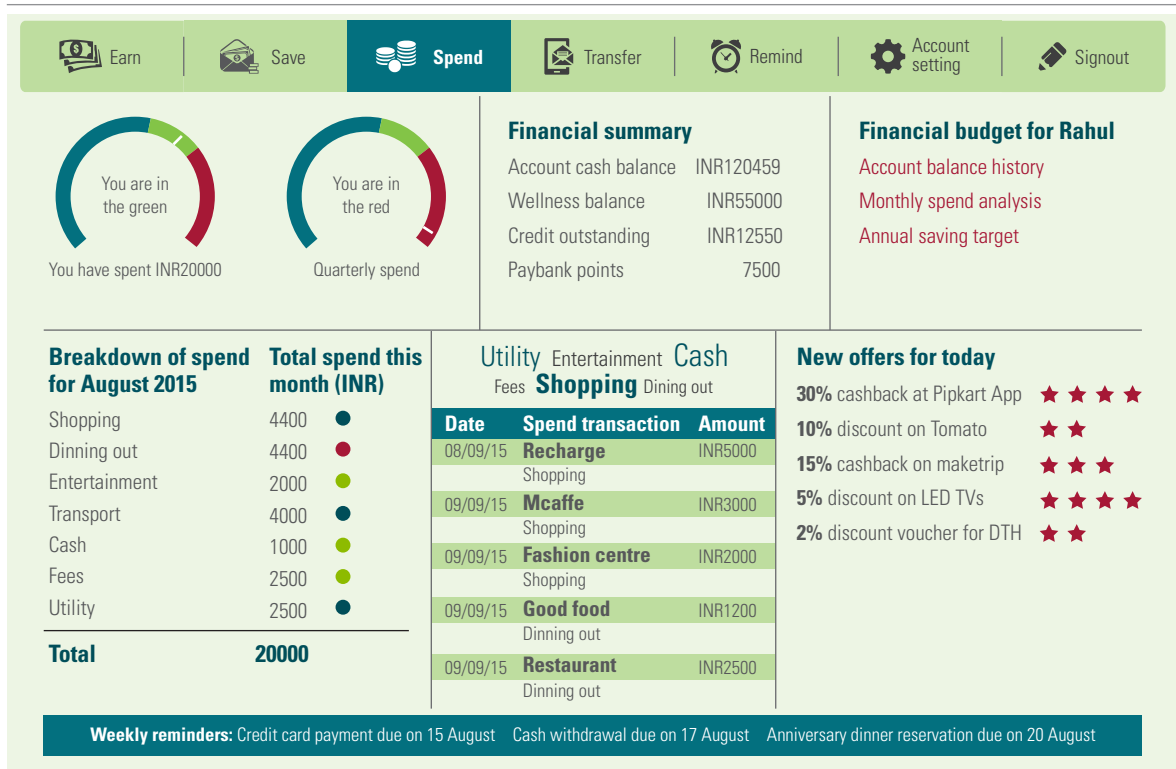 Earn
Save
Spend
Transfer
Remind
Account
setting
Signout
You are in
the green
You have spent INR20000
You are in
the red
Quarterly spend
Financial summary
Account cash balance INR120459
Wellness balance INR55000
Credit outstanding INR12550
Paybank points 7500
Financial budget for Rahul
Account balance history
Monthly spend analysis
Annual saving target
Breakdown of spend Total spend this
for August 2015 month (INR)
Shopping 4400
Dinning out 4400
Entertainment 2000
Transport 4000
Cash 1000
Fees 2500
Utility 2500
Total 20000
Utility Entertainment Cash
Fees Shopping Dining out
Date Spend transaction Amount
08/09/15 Recharge INR5000
Shopping
09/09/15 Mcaffe INR3000
Shopping
09/09/15 Fashion centre INR2000
Shopping
09/09/15 Good food INR1200
Dinning out
09/09/15 Restaurant INR2500
Dinning out
New offers for today
30% cashback at Pipkart App
10% discount on Tomato
15% cashback on maketrip
5% discount on LED TVs
2% discount voucher for DTH
Weekly reminders: Credit card payment due on 15 August Cash withdrawal due on 17 August Anniversary dinner reservation due on 20 August